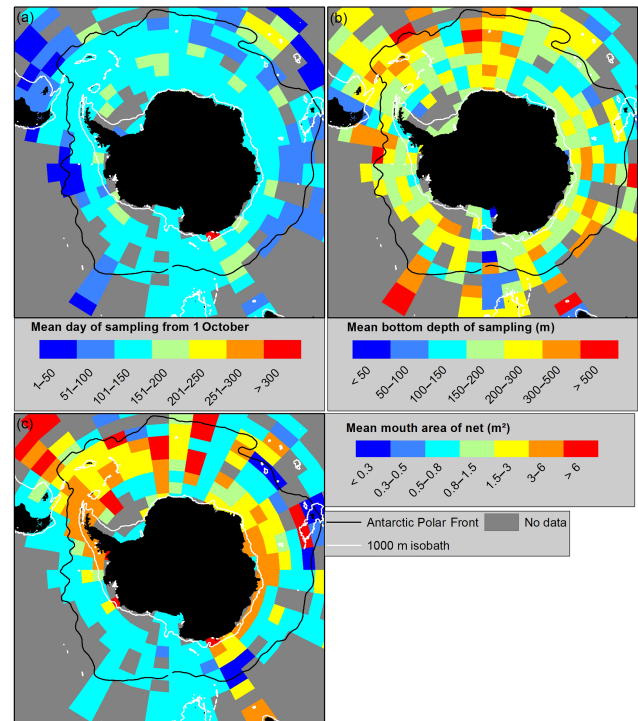 (a)
(b)
Mean day of sampling from 1 October
1–50
51–100
101–150
151–200
201–250
251–300
> 300
Mean bottom depth of sampling (m)
< 50
50–100
100–150
150–200
200–300
300–500
> 500
(c)
Mean mouth area of net (m²)
< 0.3
0.3–0.5
0.5–0.8
0.8–1.5
1.5–3
3–6
> 6
Antarctic Polar Front
No data
1000 m isobath